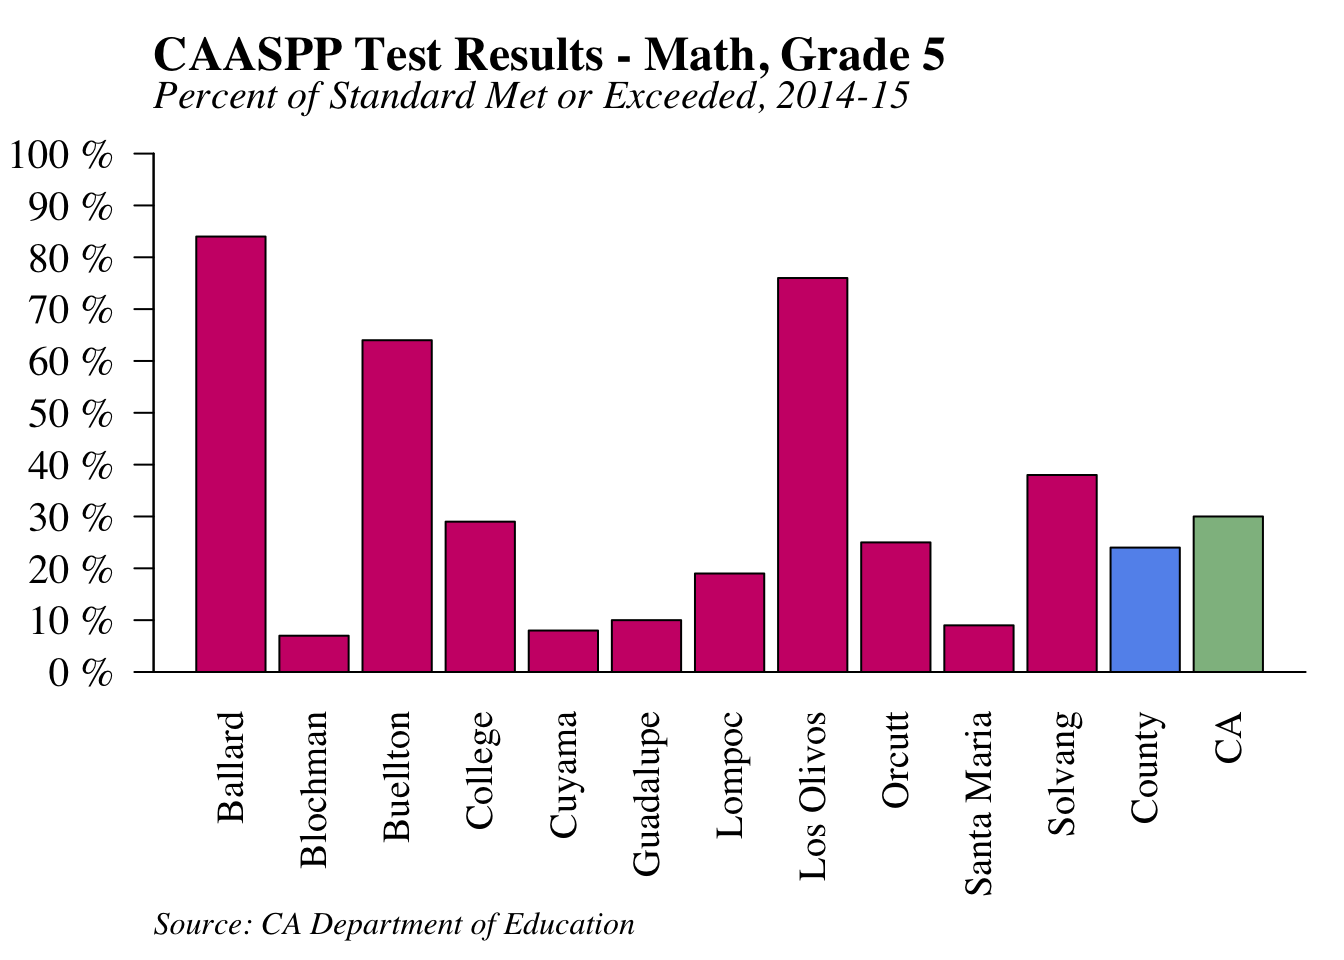 CAASPP Test Results - Math, Grade 5
Percent of Standard Met or Exceeded, 2014-15
100 %
90 %
80 %
70 %
60 %
50 %
40 %
30 %
20 %
10 %
0 %
Ballard
Blochman
Buellton
College
Cuyama
Guadalupe
Lompoc
Los Olivos
Orcutt
Santa Maria
Solvang
County
CA
Source: CA Department of Education